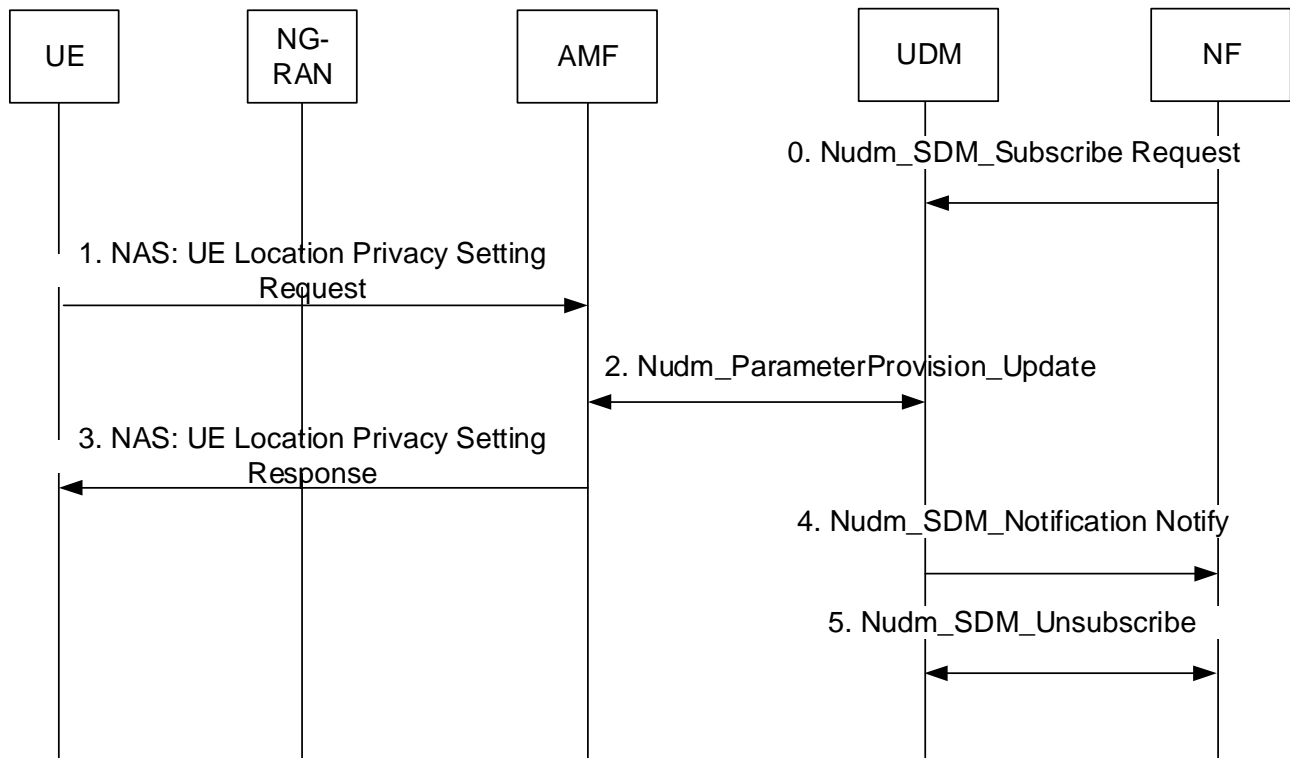 UE
NG-
RAN
AMF
UDM
NF
0. Nudm_SDM_Subscribe Request
1. NAS: UE Location Privacy Setting
Request
2. Nudm_ParameterProvision_Update
3. NAS: UE Location Privacy Setting
Response
4. Nudm_SDM_Notification Notify
5. Nudm_SDM_Unsubscribe